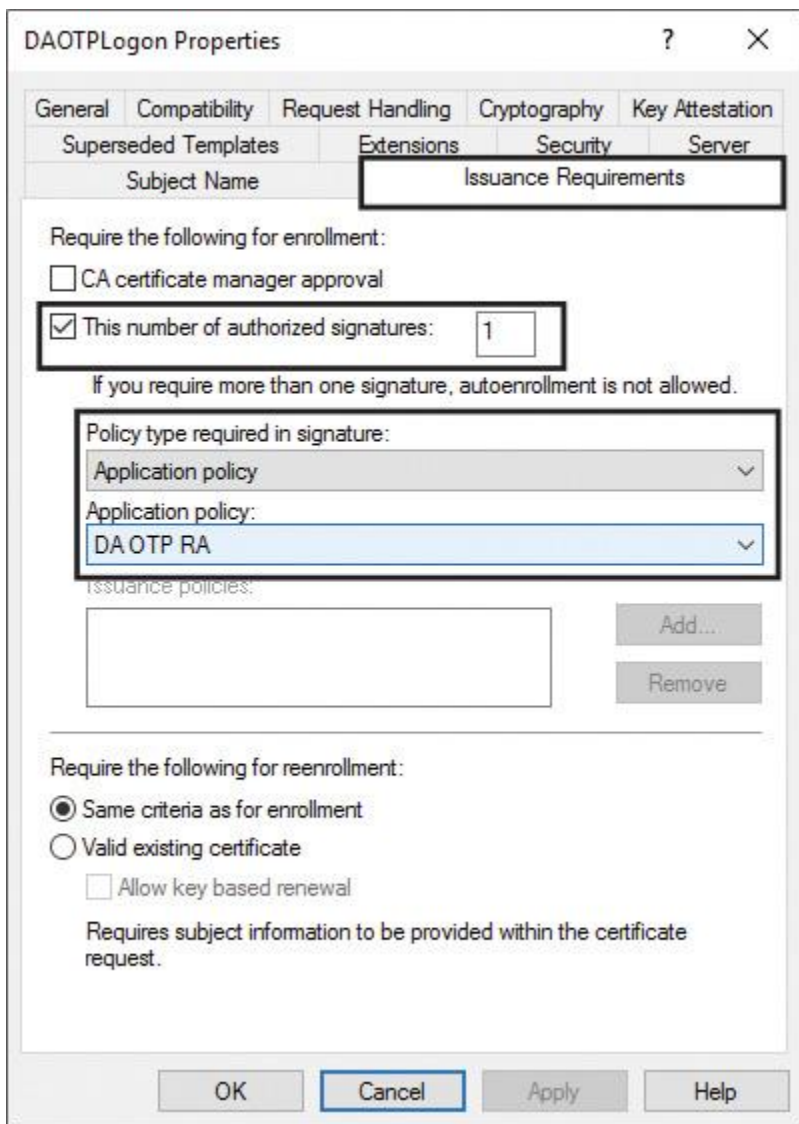 DAOTPLogon Properties
General Compatibility Request Handling Cryptography Key Attestation
Superseded Templates Extensions Security Server
Subject Name Issuance Requirements
Require the following for enrollment:
CA certificate manager approval
This number of authorized signatures: 1
If you require more than one signature, autoenrollment is not allowed.
Policy type required in signature:
Application policy
Application policy:
DA OTP RA
Issuance policies:
Add...
Remove
Require the following for reenrollment:
Same criteria as for enrollment
Valid existing certificate
Allow key based renewal
Requires subject information to be provided within the certificate
request.
OK Cancel Apply Help